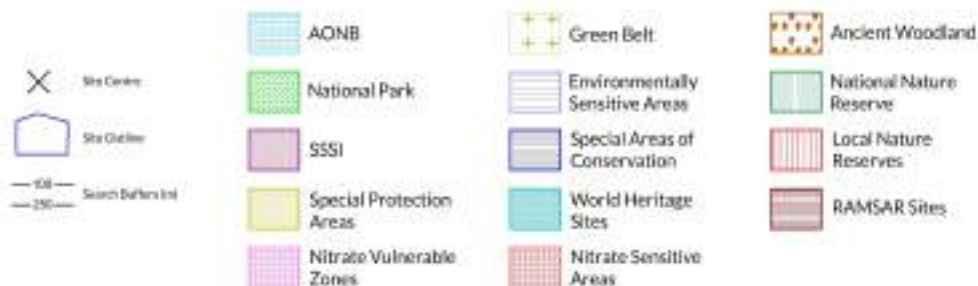 Site Centre
Site Outline
100
250
Search Buffers (m)
AONB
National Park
SSSI
Special Protection
Areas
Nitrate Vulnerable
Zones
Green Belt
Environmentally
Sensitive Areas
Special Areas of
Conservation
World Heritage
Sites
Nitrate Sensitive
Areas
Ancient Woodland
National Nature
Reserve
Local Nature
Reserves
RAMSAR Sites